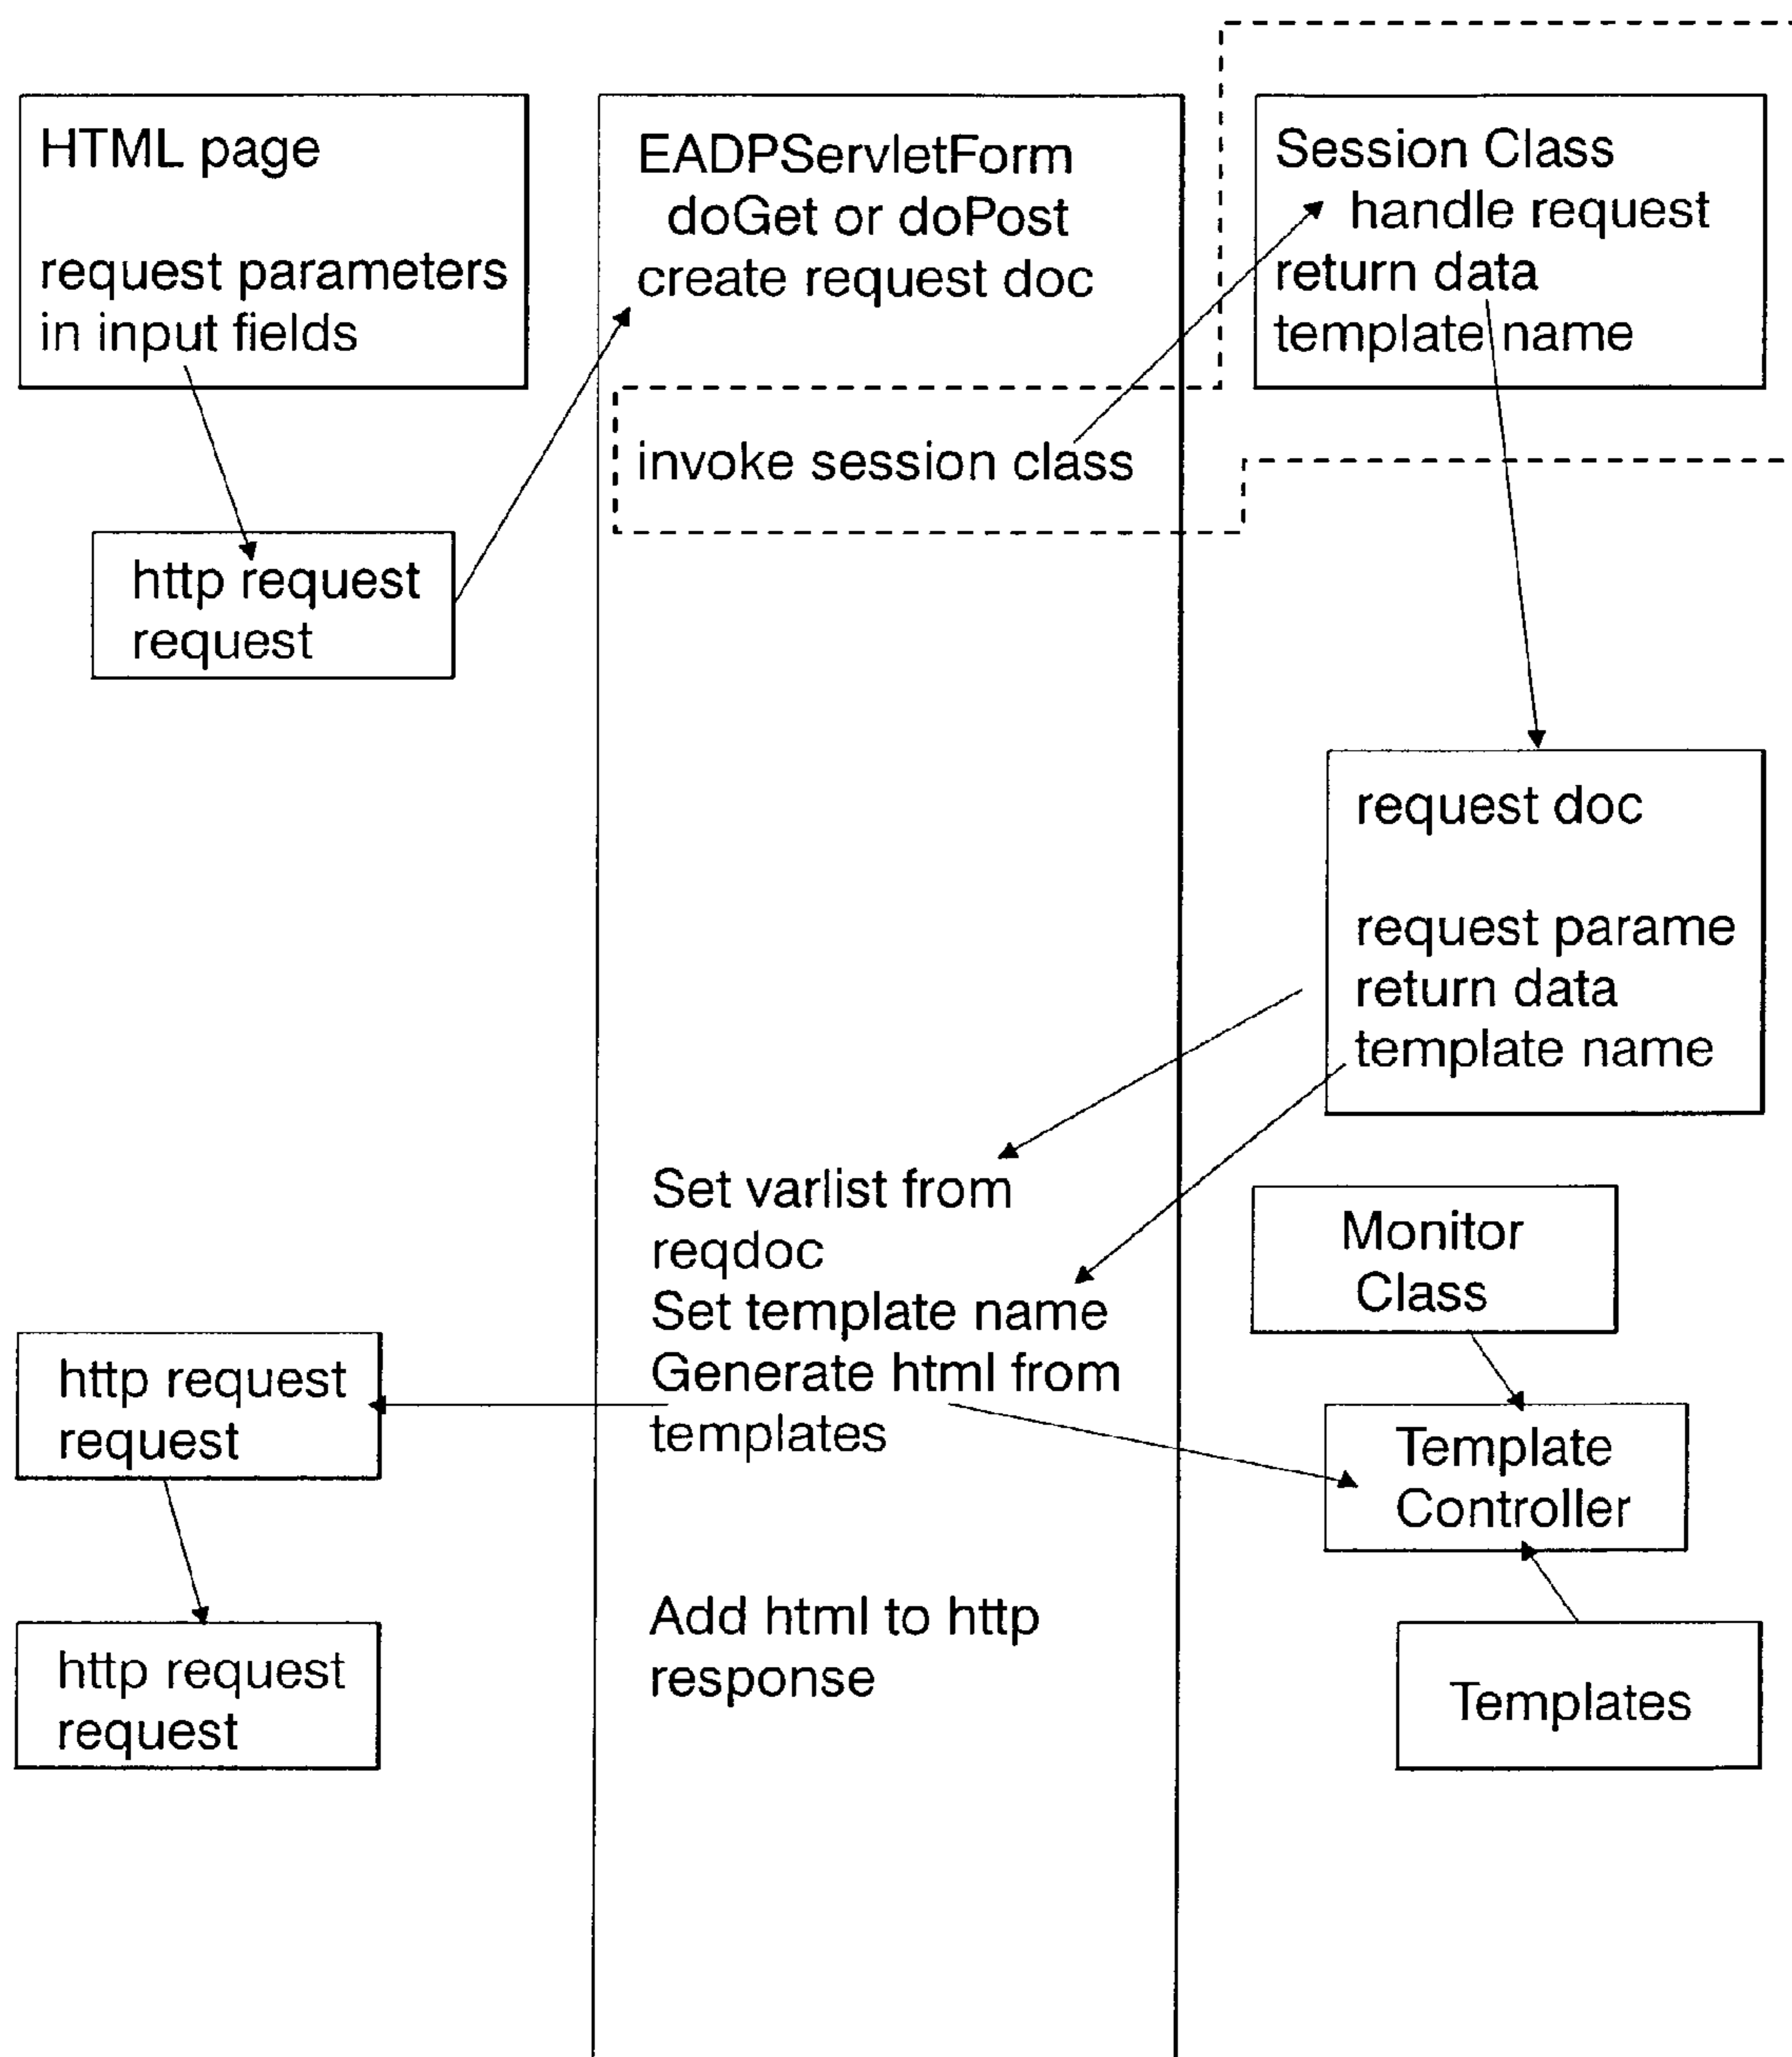 HTML page
request parameters
in input fields
http request
request
EADPServletForm
doGet or doPost
create request doc
invoke session class
Session Class
handle request
return data
template name
request doc
request parame
return data
template name
Set varlist from
reqdoc
Set template name
Generate html from
templates
Add html to http
response
http request
request
http request
request
Monitor
Class
Template
Controller
Templates